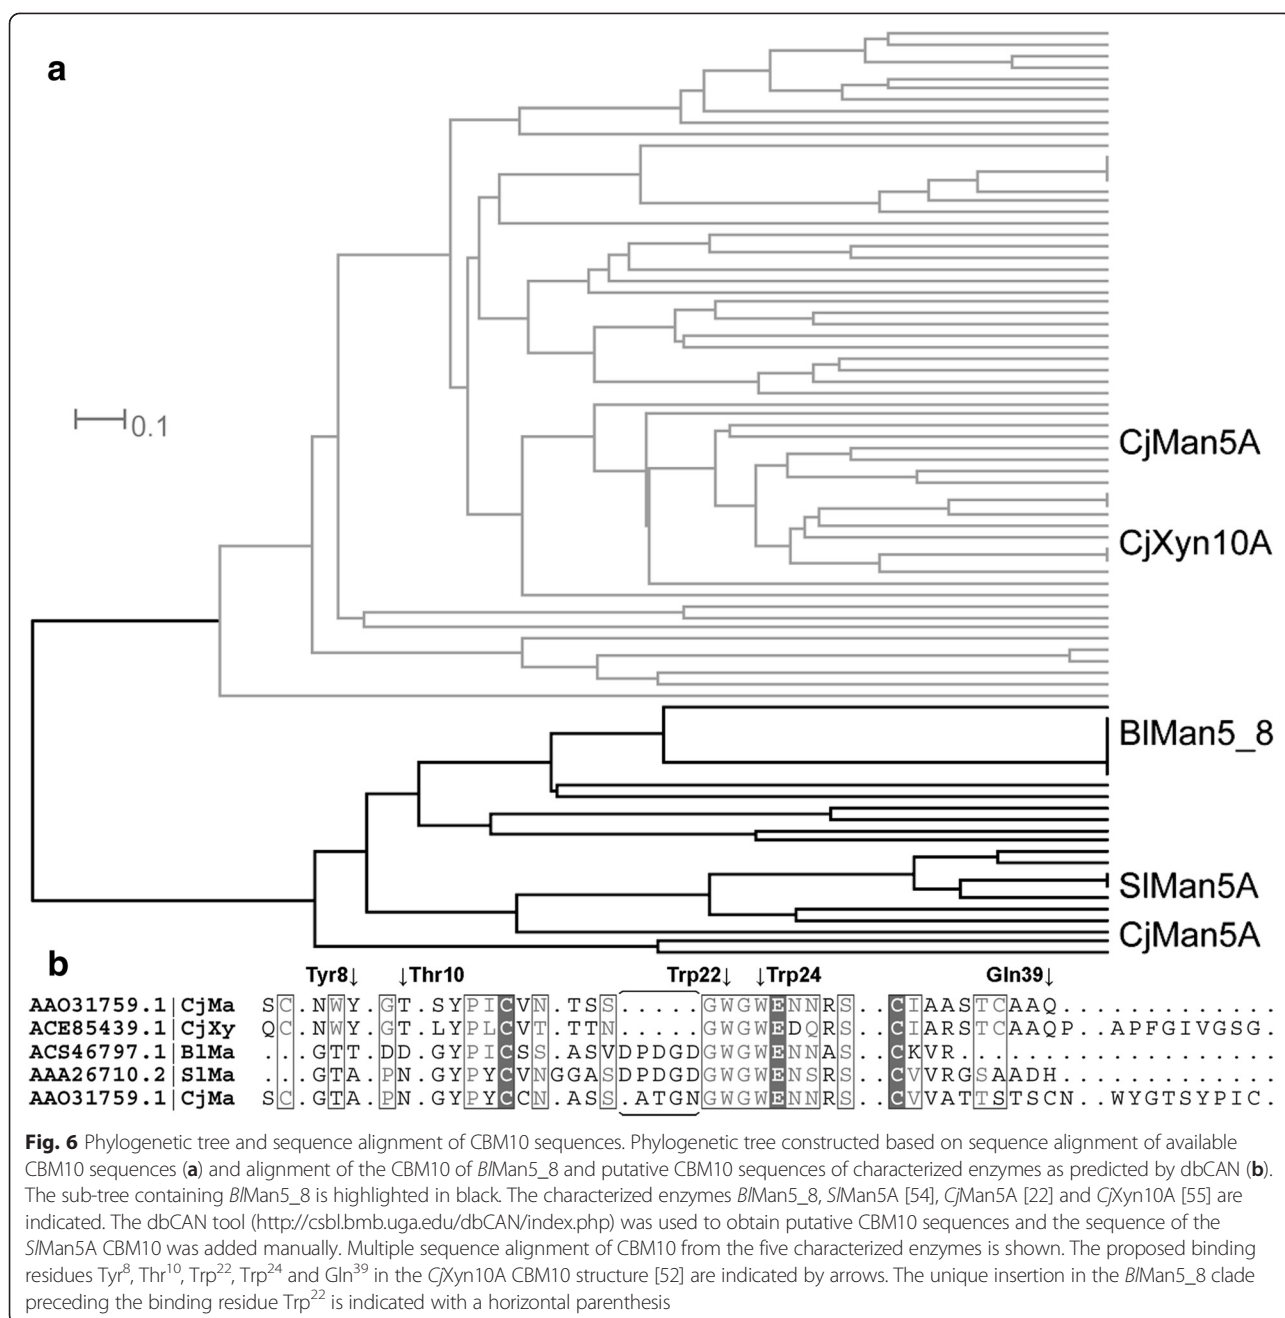 a
0.1
CjMan5A
CjXyn10A
BlMan5_8
SlMan5A
CjMan5A
b
Tyr8↓ ↓Thr10 Trp22↓ ↓Trp24 Gln39↓
AAO31759.1|CjMa SC.NWY.GT.SYPICVN.TSS.....GWGWENNRS..CIAASTCAAQ.............
ACE85439.1|CjXy QC.NWY.GT.LYPLCVT.TTN.....GWGWEDQRS..CIARSTCAAQP..APFGIVGSG.
ACS46797.1|BlMa ...GTT.DD.GYPICSS.ASVDPDGDGWGWENNAS..CKVR...................
AAA26710.2|SlMa ...GTA.PN.GYPYCVNGGASDPDGDGWGWENSRS..CVVRGSAADH.............
AAO31759.1|CjMa SC.GTA.PN.GYPYCCN.ASS.ATGNGWGWENNRS..CVVATTSTSCN..WYGTSYPIC.
Fig. 6 Phylogenetic tree and sequence alignment of CBM10 sequences. Phylogenetic tree constructed based on sequence alignment of available
CBM10 sequences (a) and alignment of the CBM10 of BlMan5_8 and putative CBM10 sequences of characterized enzymes as predicted by dbCAN (b).
The sub-tree containing BlMan5_8 is highlighted in black. The characterized enzymes BlMan5_8, SlMan5A [54], CjMan5A [22] and CjXyn10A [55] are
indicated. The dbCAN tool (http://csbl.bmb.uga.edu/dbCAN/index.php) was used to obtain putative CBM10 sequences and the sequence of the
SlMan5A CBM10 was added manually. Multiple sequence alignment of CBM10 from the five characterized enzymes is shown. The proposed binding
residues Tyr8, Thr10, Trp22, Trp24 and Gln39 in the CjXyn10A CBM10 structure [52] are indicated by arrows. The unique insertion in the BlMan5_8 clade
preceding the binding residue Trp22 is indicated with a horizontal parenthesis